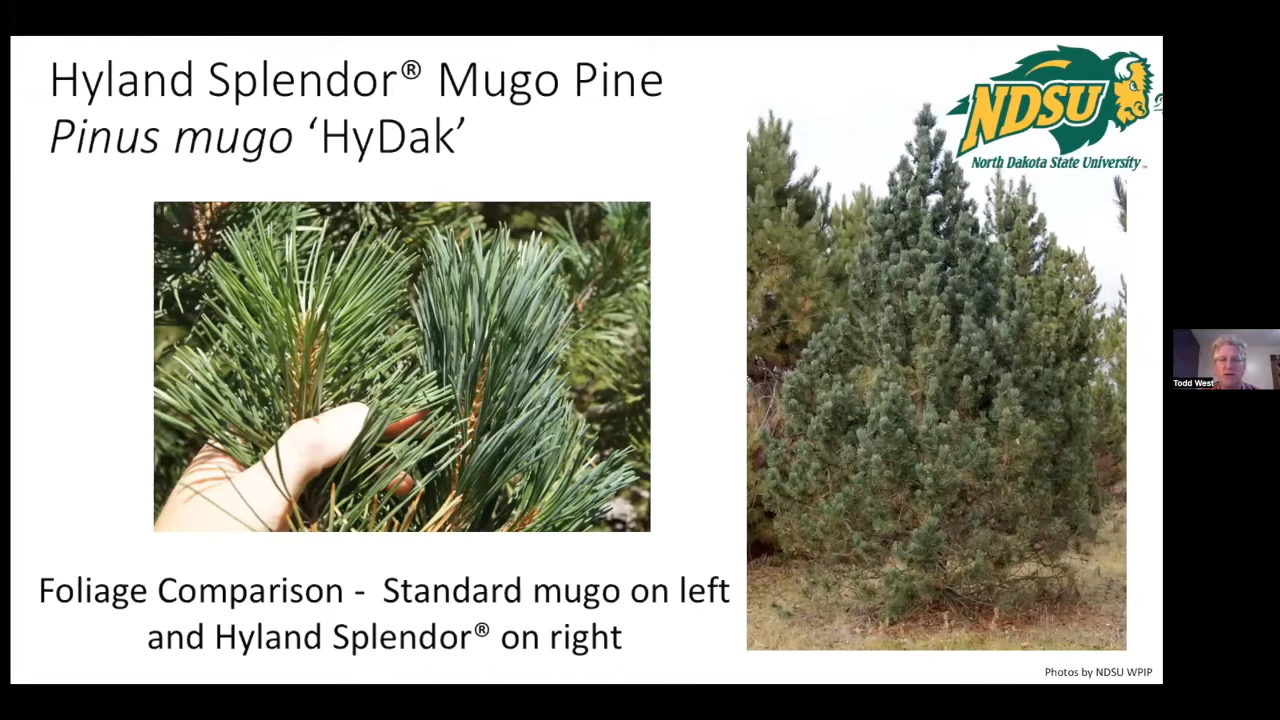 Hyland Splendor® Mugo Pine
Pinus mugo ‘HyDak’
NDSU
North Dakota State University
Foliage Comparison - Standard mugo on left
and Hyland Splendor® on right
Photos by NDSU WPIP
Todd West